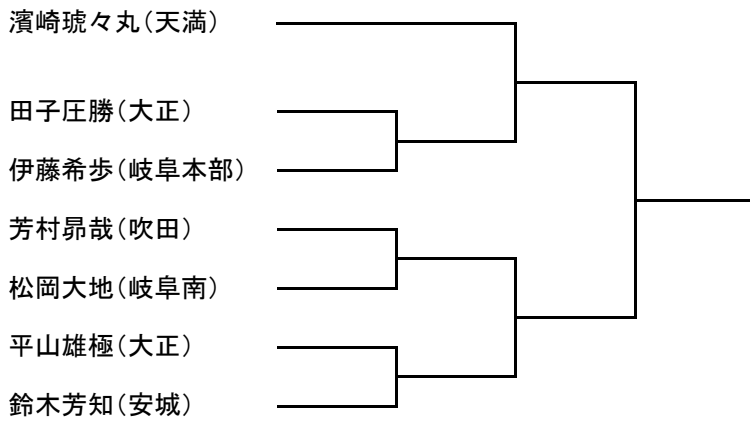 濱崎琥々丸（天満）
田子圧勝（大正）
伊藤希歩（岐阜本部）
芳村昴哉（吹田）
松岡大地（岐阜南）
平山雄極（大正）
鈴木芳知（安城）